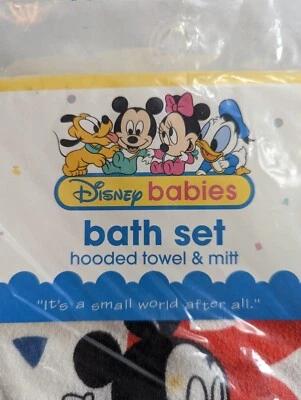 Disney babies
bath set
hooded towel & mitt
"It's a small world after all."